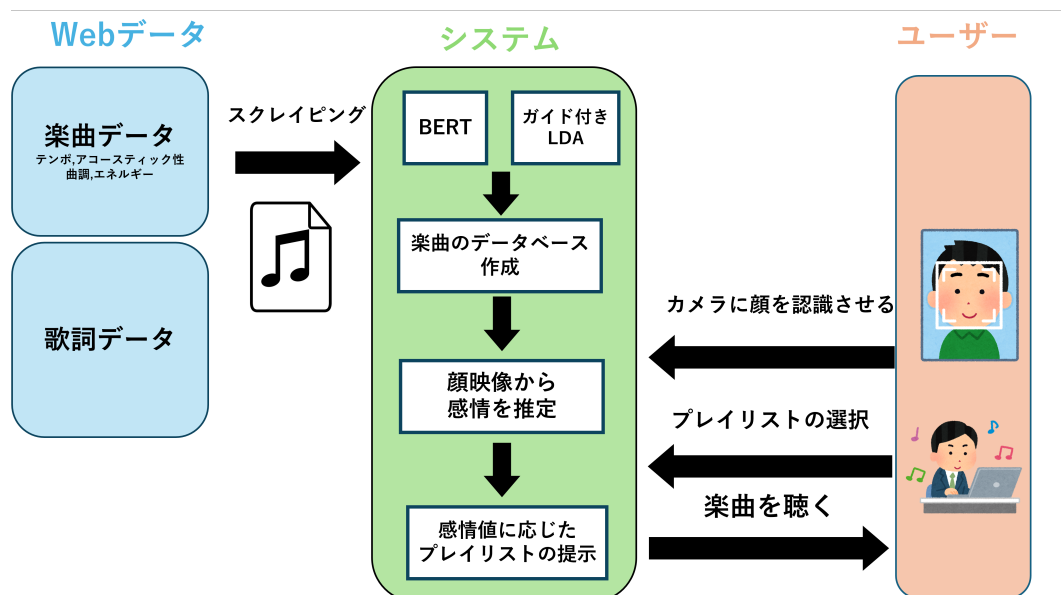 Webデータ
システム
ユーザー
楽曲データ
テンポ,アコースティック性
曲調,エネルギー
歌詞データ
スクレイピング
BERT
ガイド付き
LDA
楽曲のデータベース
作成
顔映像から
感情を推定
感情値に応じた
プレイリストの提示
カメラに顔を認識させる
プレイリストの選択
楽曲を聴く